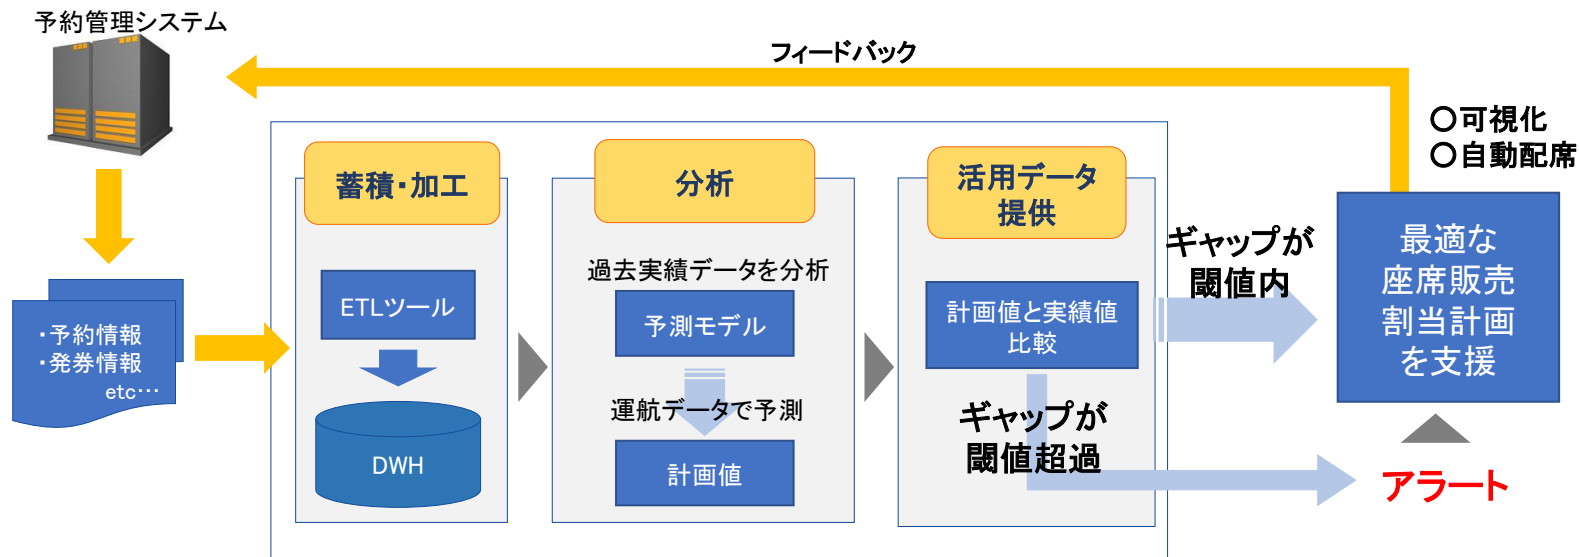 予約管理システム
フィードバック
○可視化
○自動配席
蓄積・加工
分析
活用データ
提供
ギャップが
閾値内
最適な
座席販売
割当計画
を支援
過去実績データを分析
ETLツール
予測モデル
計画値と実績値
比較
・予約情報
・発券情報
etc…
運航データで予測
ギャップが
閾値超過
DWH
計画値
アラート